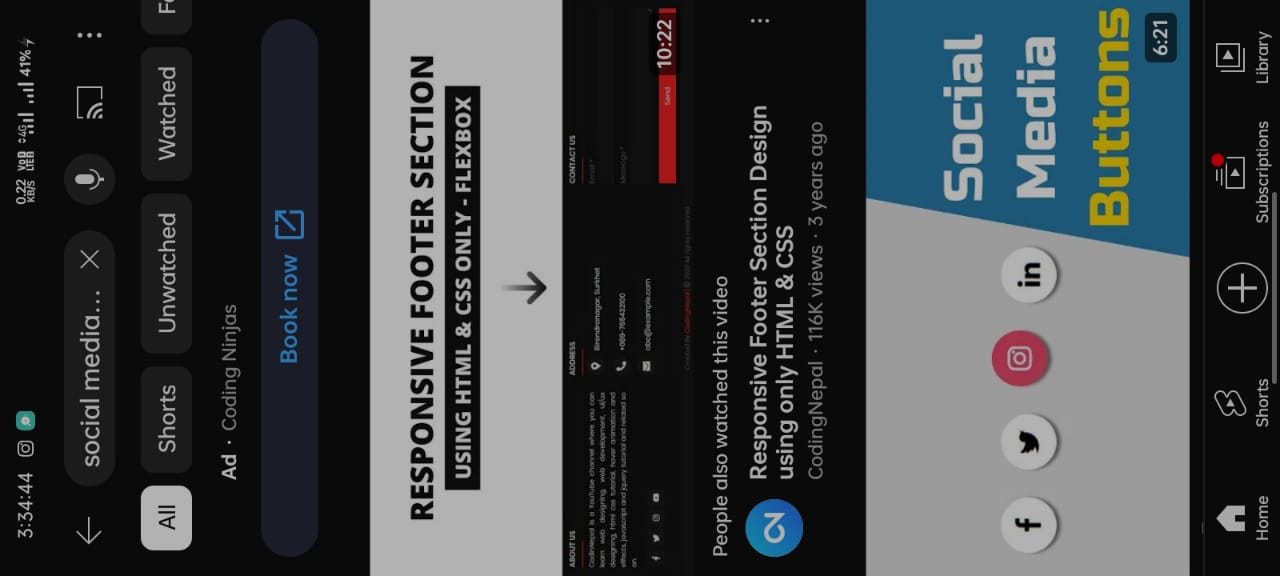 3:34:44
0.22 KB/S VoD LTEB 4G 41%
social media...
All Shorts Unwatched Watched
Ad · Coding Ninjas
Book now
RESPONSIVE FOOTER SECTION
USING HTML & CSS ONLY - FLEXBOX
ABOUT US ADDRESS CONTACT US
CodinNepal is a YouTube channel where you can
learn web designing, web development, ui/ux
designing, html css tutorial, hover animation and
effects, javascript and jquery tutorial and related so
on.
Birendranagar, Surkhet
+089-765432100
abc@example.com
Email *
Message *
Send
10:22
Created By CodingNepal | © 2020 All rights reserved
People also watched this video
Responsive Footer Section Design
using only HTML & CSS
CodingNepal · 116K views · 3 years ago
Social
Media
Buttons
f in
6:21
Home Shorts Subscriptions Library